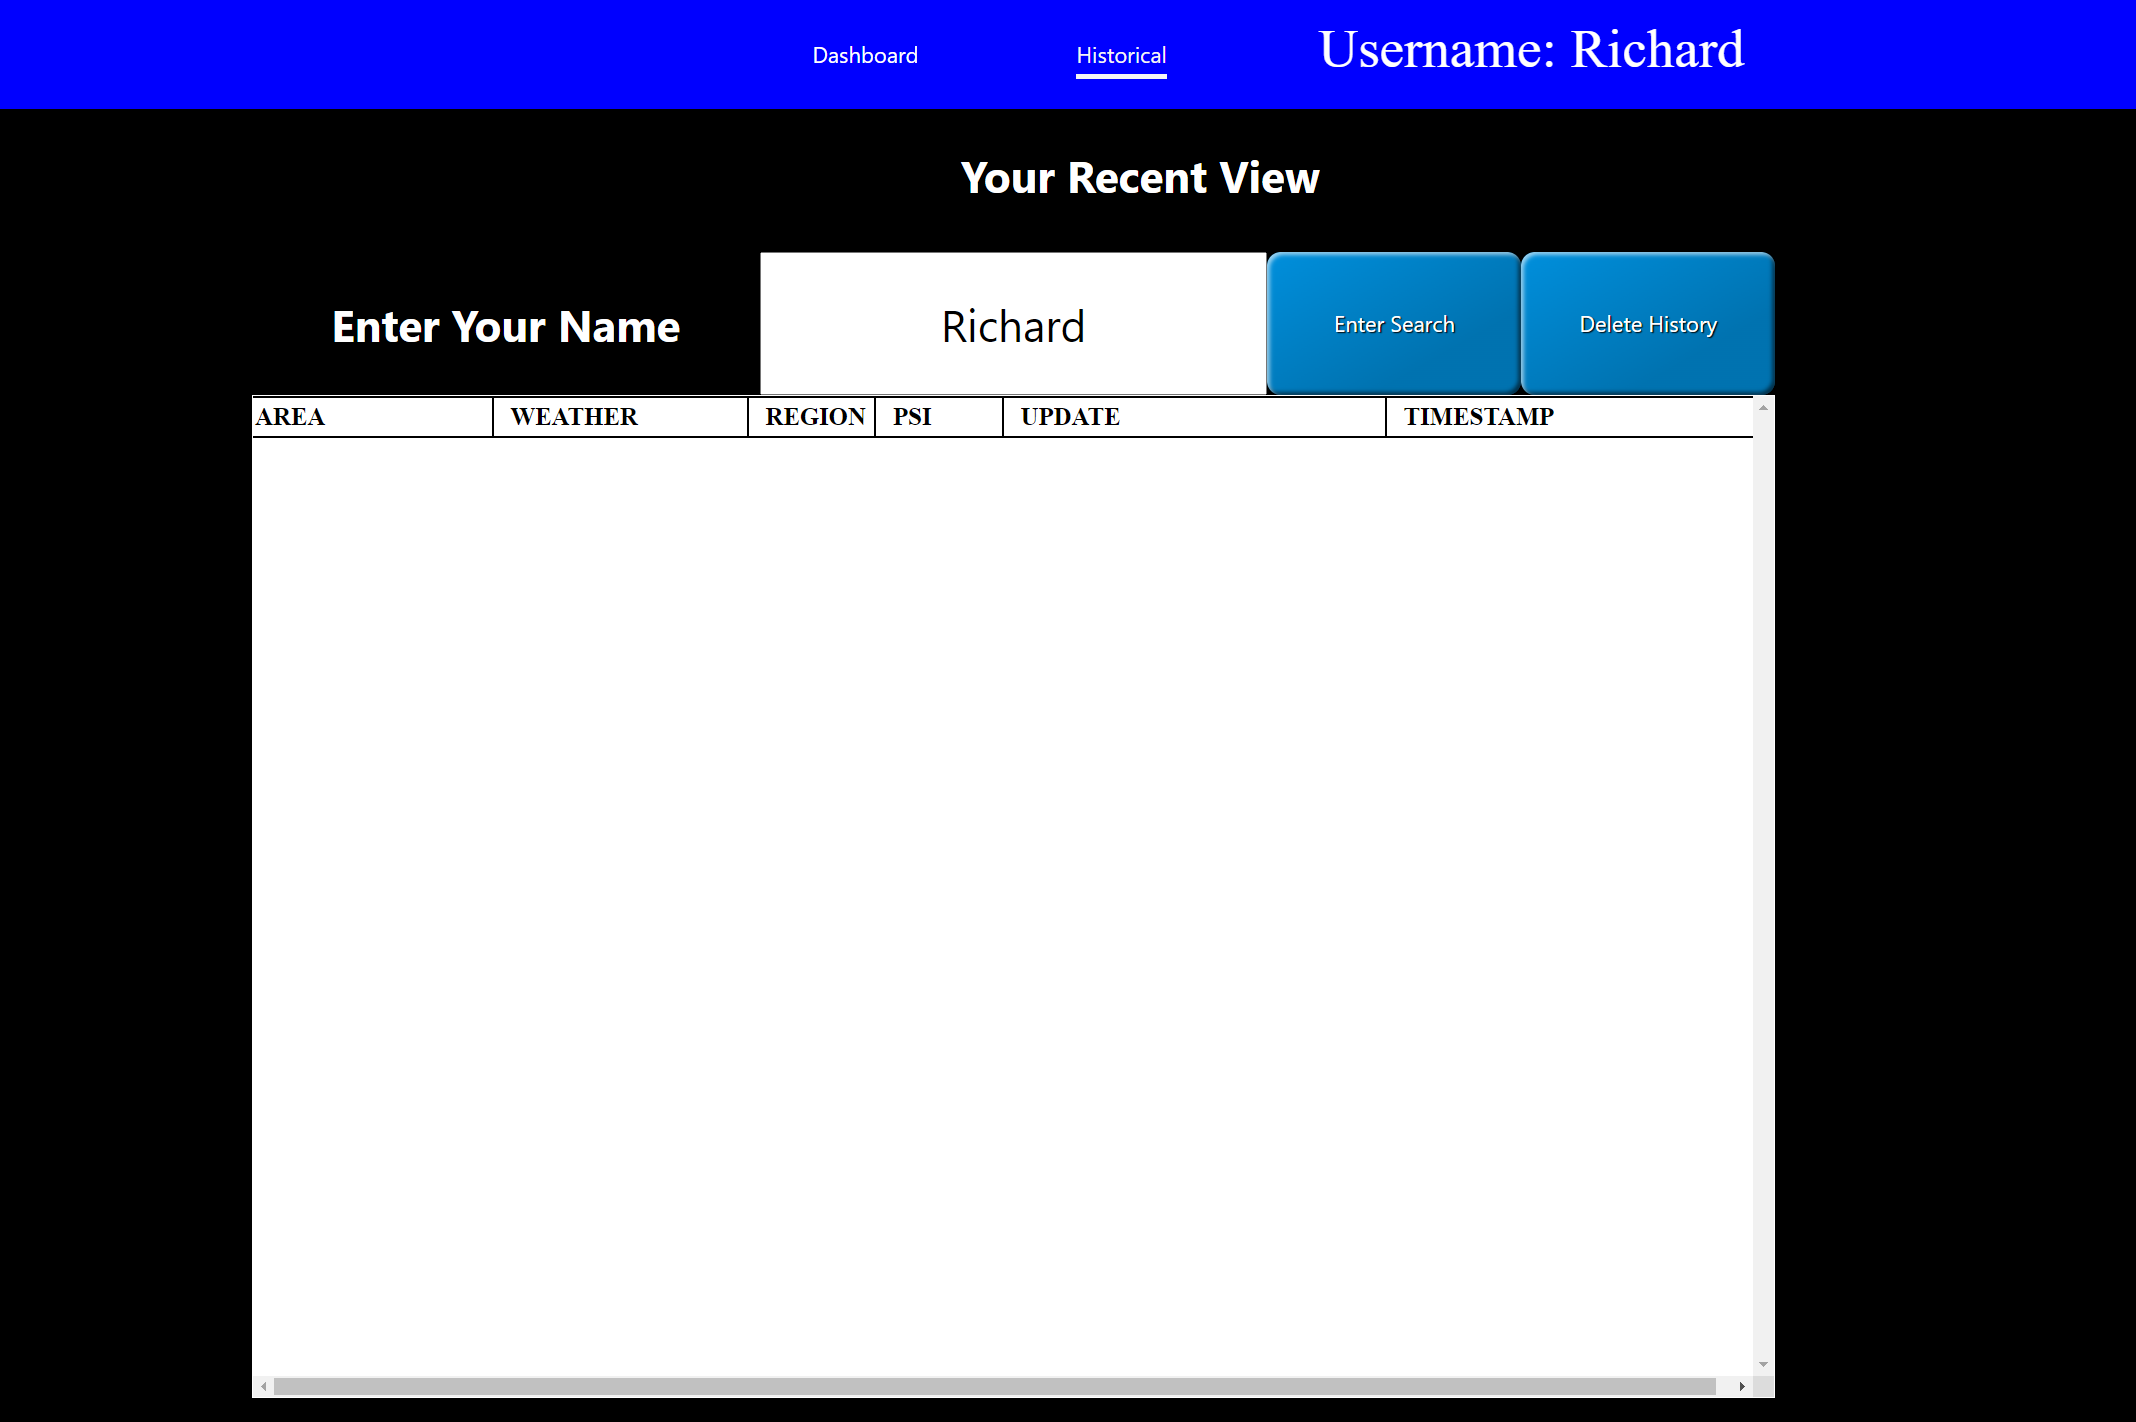 Dashboard Historical Username: Richard
Your Recent View
Enter Your Name Richard Enter Search Delete History
AREA WEATHER REGION PSI UPDATE TIMESTAMP